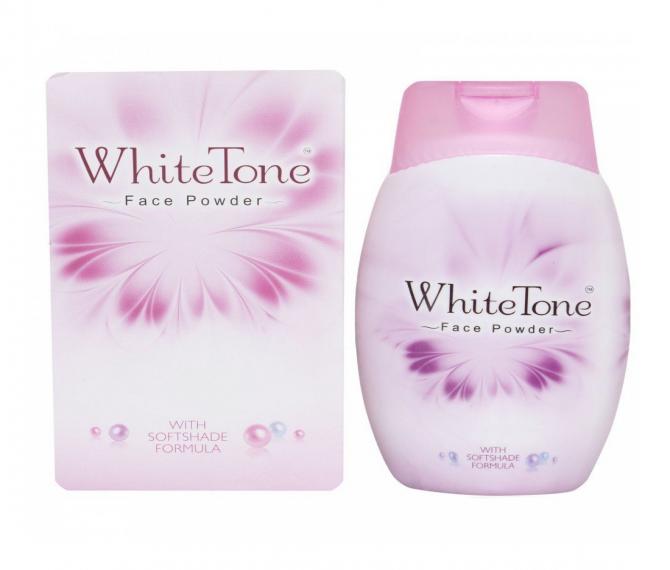 WhiteTone™
Face Powder
WITH
SOFTSHADE
FORMULA
WhiteTone™
Face Powder
WITH
SOFTSHADE
FORMULA